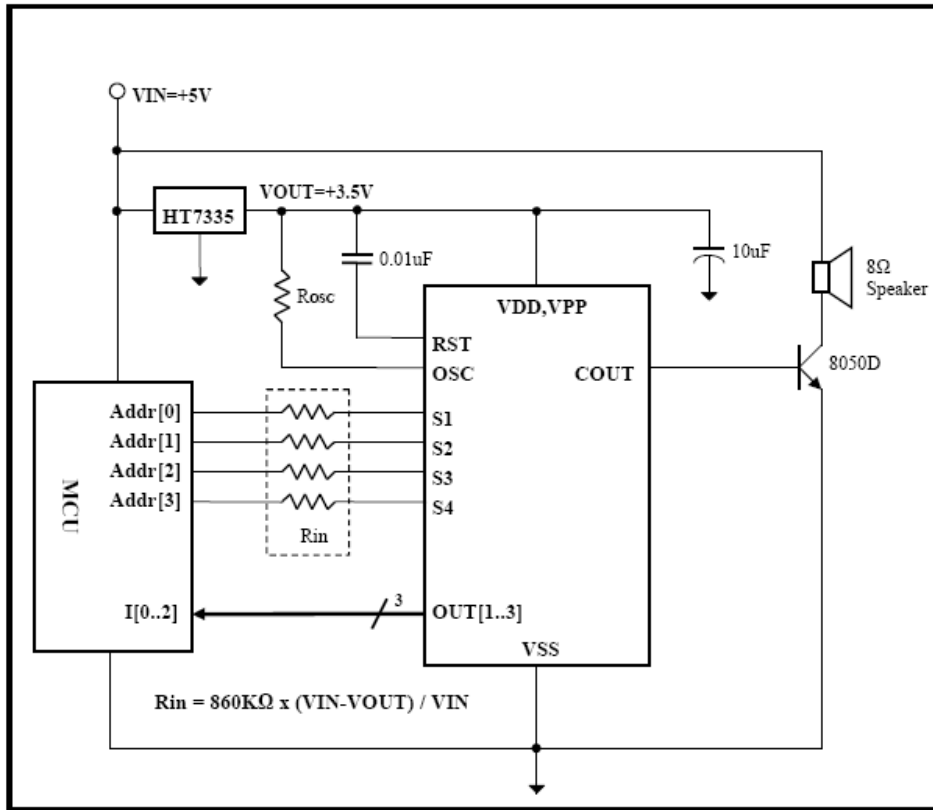 VIN=+5V
VOUT=+3.5V
HT7335
0.01uF
10uF
Rosc
8Ω
Speaker
VDD,VPP
RST
OSC
COUT
8050D
Addr[0]
S1
Addr[1]
S2
Addr[2]
S3
Addr[3]
S4
MCU
Rin
3
I[0..2]
OUT[1..3]
VSS
Rin = 860KΩ x (VIN-VOUT) / VIN